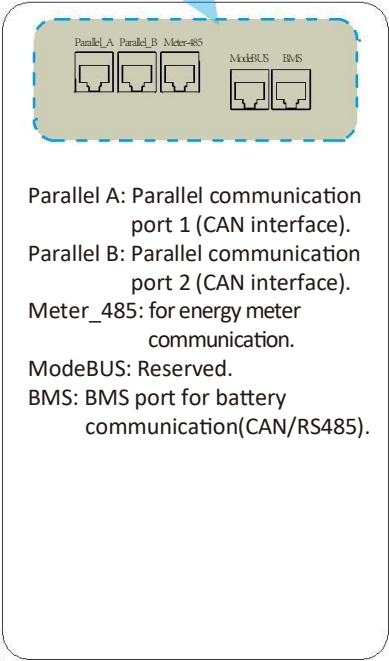 Parallel_A Parallel_B Meter-485
ModeBUS BMS
Parallel A: Parallel communication
port 1 (CAN interface).
Parallel B: Parallel communication
port 2 (CAN interface).
Meter_485: for energy meter
communication.
ModeBUS: Reserved.
BMS: BMS port for battery
communication(CAN/RS485).